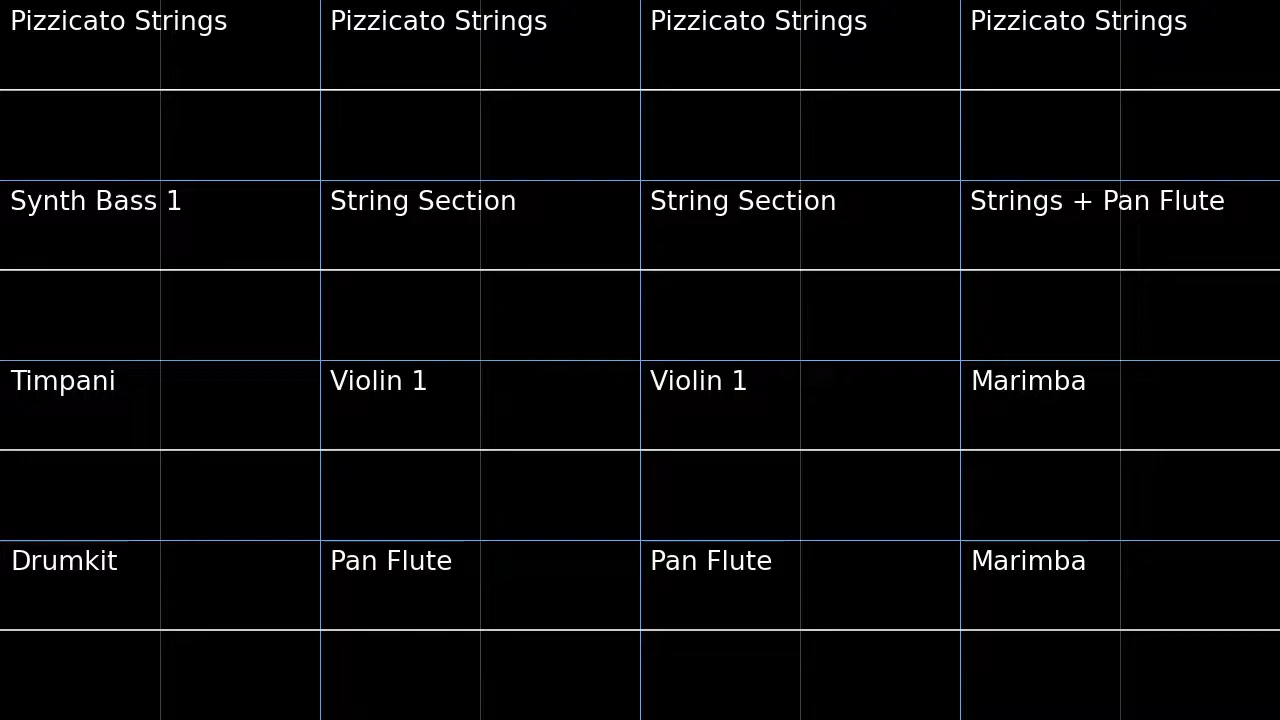 Pizzicato Strings
Pizzicato Strings
Pizzicato Strings
Pizzicato Strings
Synth Bass 1
String Section
String Section
Strings + Pan Flute
Timpani
Violin 1
Violin 1
Marimba
Drumkit
Pan Flute
Pan Flute
Marimba